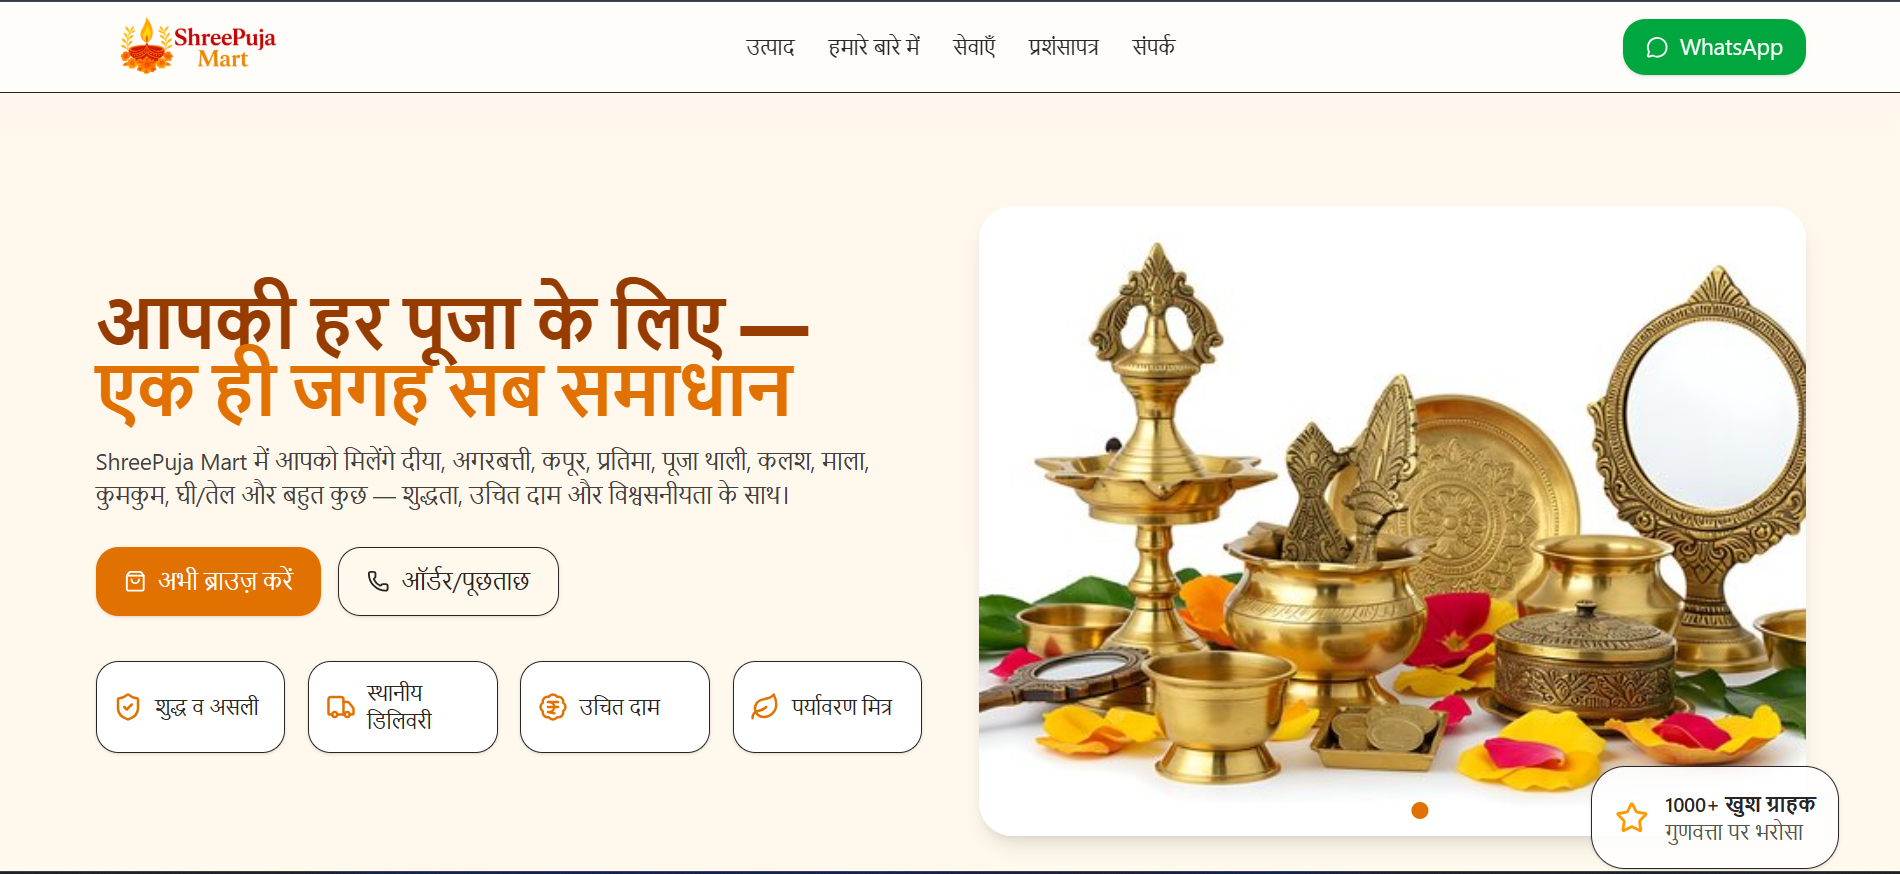 ShreePuja
Mart
उत्पाद
हमारे बारे में
सेवाएँ
प्रशंसापत्र
संपर्क
WhatsApp
आपकी हर पूजा के लिए —
एक ही जगह सब समाधान
ShreePuja Mart में आपको मिलेंगे दीया, अगरबत्ती, कपूर, प्रतिमा, पूजा थाली, कलश, माला,
कुमकुम, घी/तेल और बहुत कुछ — शुद्धता, उचित दाम और विश्वसनीयता के साथ।
अभी ब्राउज़ करें
ऑर्डर/पूछताछ
शुद्ध व असली
स्थानीय
डिलिवरी
उचित दाम
पर्यावरण मित्र
1000+ खुश ग्राहक
गुणवत्ता पर भरोसा